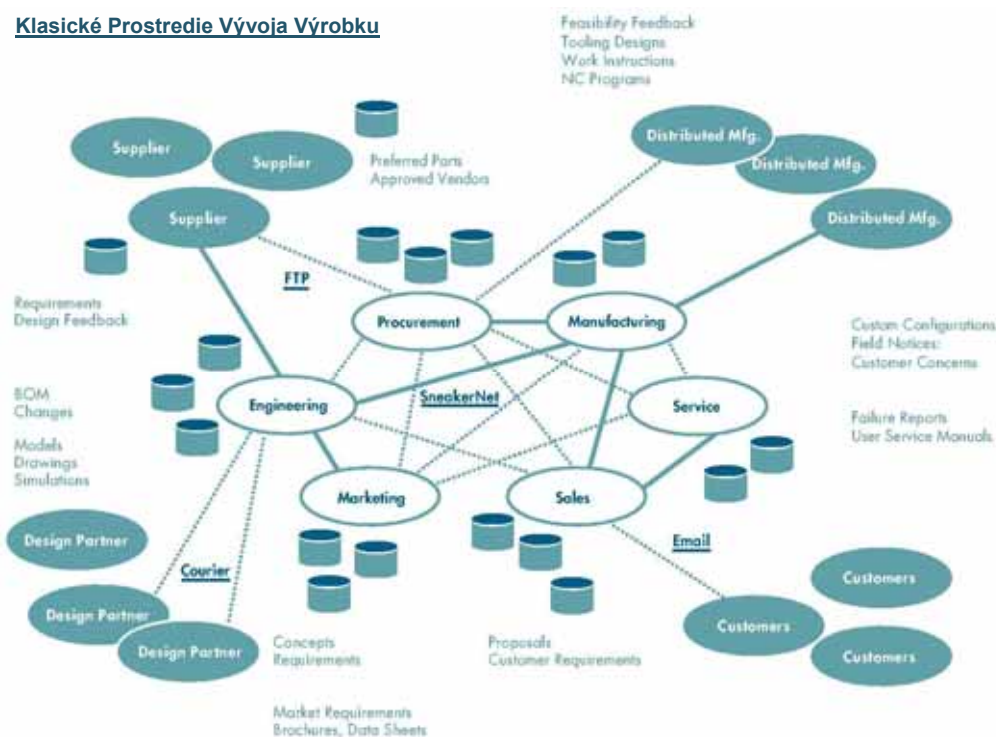 Klasické Prostredie Vývoja Výrobku
Feasibility Feedback
Tooling Designs
Work Instructions
NC Programs
Supplier
Supplier
Preferred Parts
Approved Vendors
Distributed Mfg.
Distributed Mfg.
Distributed Mfg.
Supplier
FTP
Requirements
Design Feedback
Procurement
Manufacturing
Custom Configurations
Field Notices:
Customer Concerns
BOM
Changes
Models
Drawings
Simulations
Engineering
SneakerNet
Service
Failure Reports
User Service Manuals
Marketing
Sales
Design Partner
Courier
Email
Customers
Design Partner
Customers
Design Partner
Customers
Concepts
Requirements
Proposals
Customer Requirements
Market Requirements
Brochures, Data Sheets